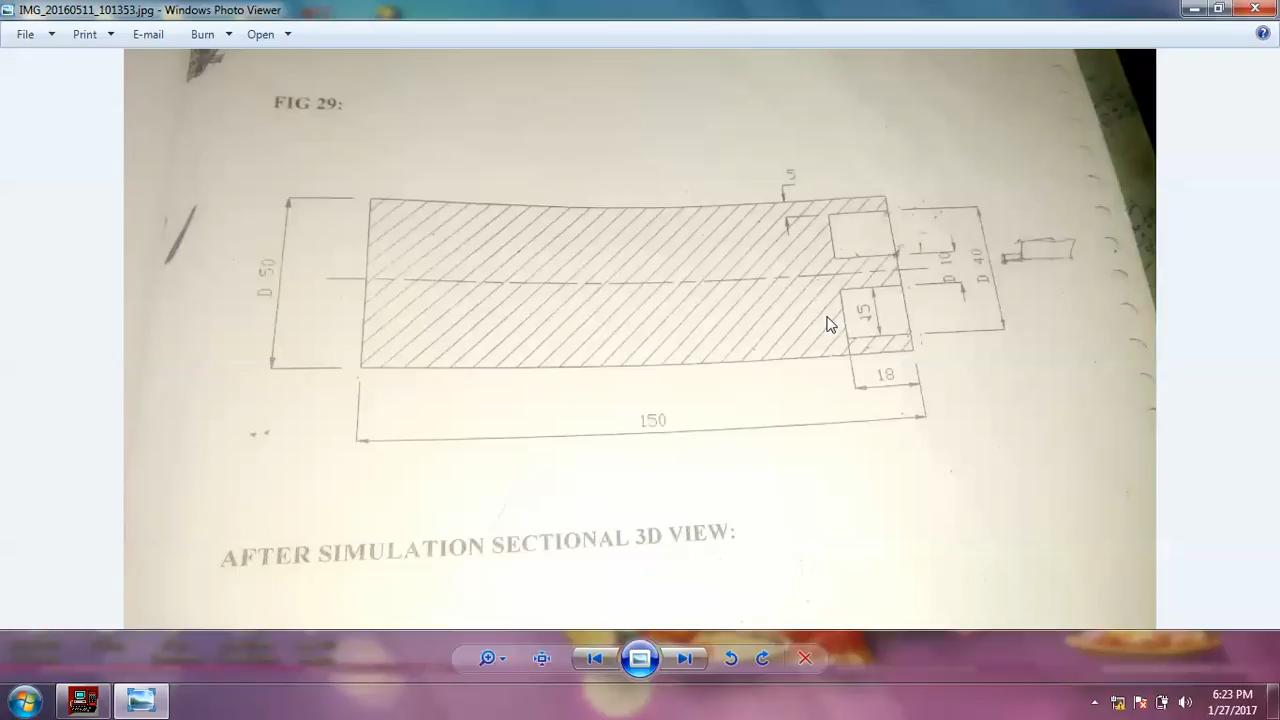 IMG_20160511_101353.jpg - Windows Photo Viewer
File Print E-mail Burn Open
FIG 29:
5
D 50
D 10
D 40
15
18
150
AFTER SIMULATION SECTIONAL 3D VIEW:
6:23 PM
1/27/2017